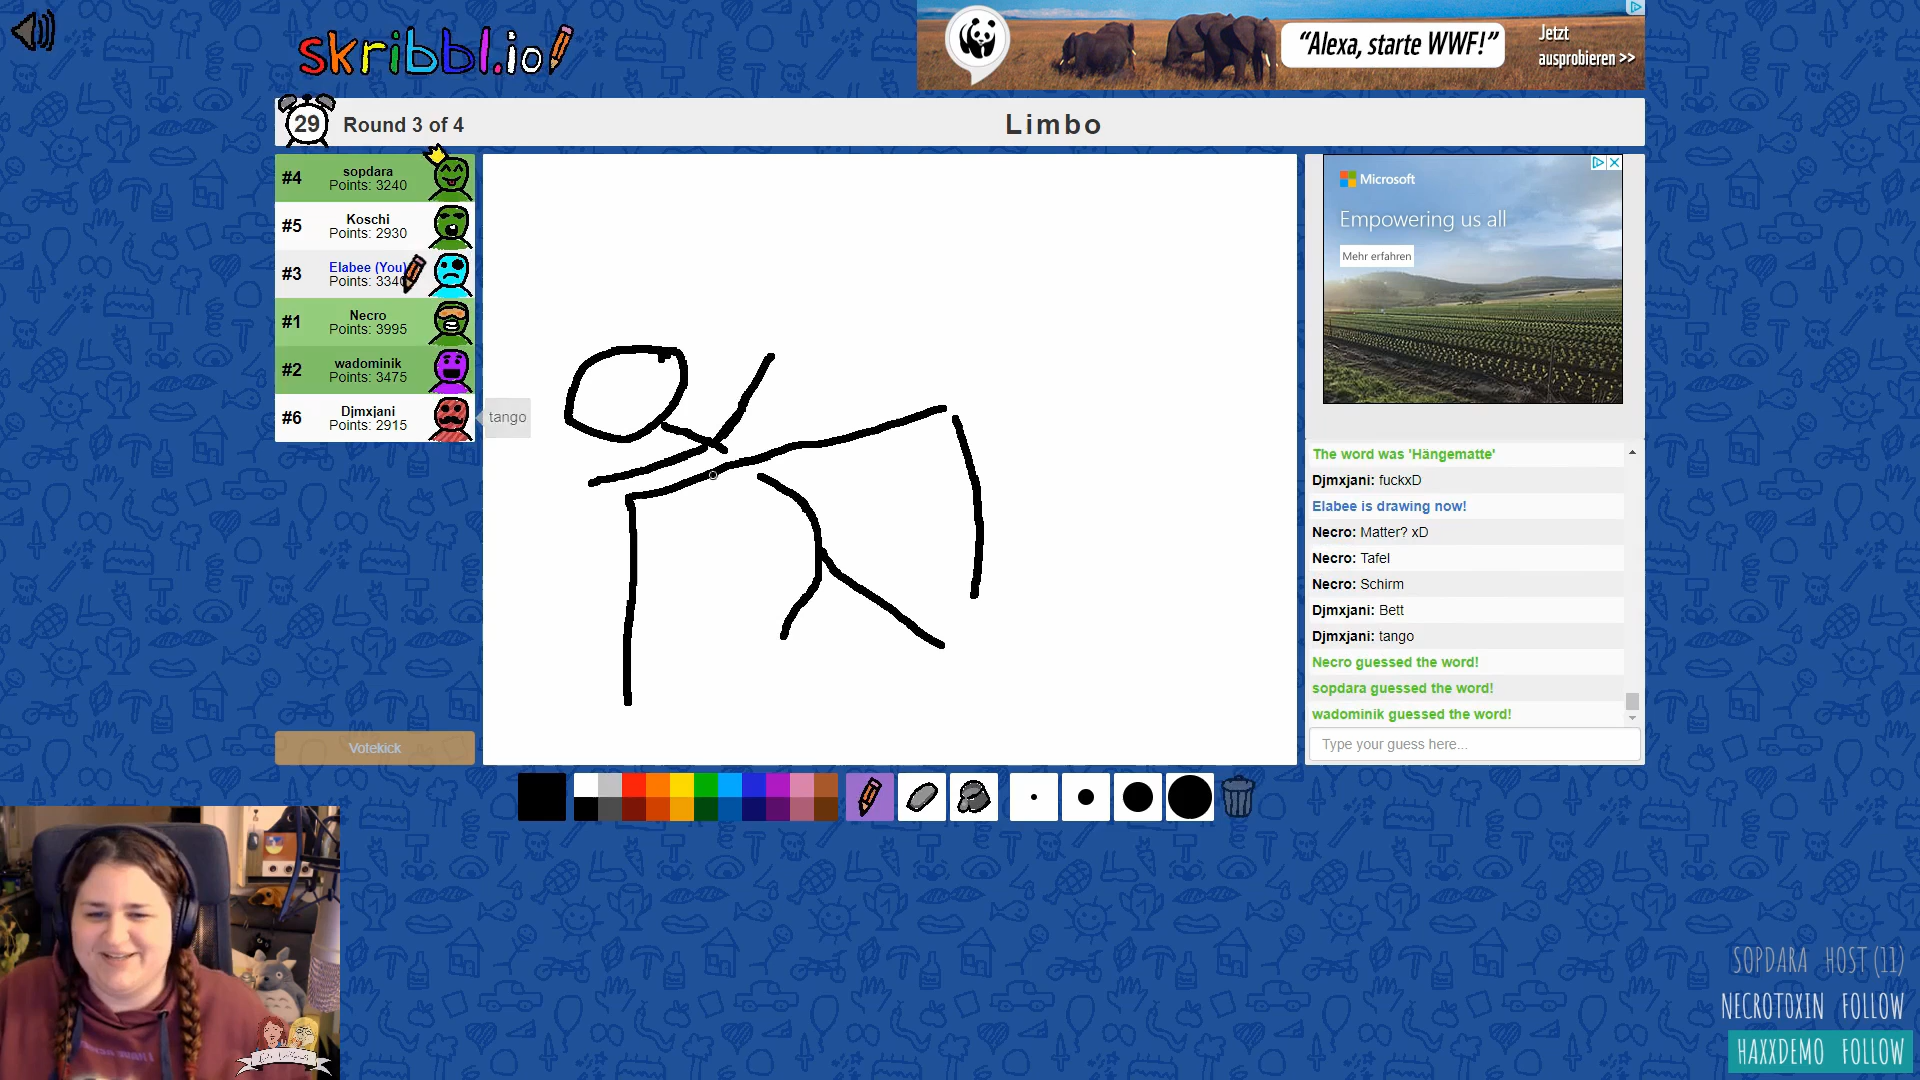 skribbl.io
"Alexa, starte WWF!"
Jetzt
ausprobieren >>
29
Round 3 of 4
Limbo
#4
sopdara
Points: 3240
#5
Koschi
Points: 2930
#3
Elabee (You)
Points: 3340
#1
Necro
Points: 3995
#2
wadominik
Points: 3475
#6
Djmxjani
Points: 2915
tango
Votekick
Microsoft
Empowering us all
Mehr erfahren
The word was 'Hängematte'
Djmxjani: fuckxD
Elabee is drawing now!
Necro: Matter? xD
Necro: Tafel
Necro: Schirm
Djmxjani: Bett
Djmxjani: tango
Necro guessed the word!
sopdara guessed the word!
wadominik guessed the word!
Type your guess here...
SOPDARA HOST (11)
NECROTOXIN FOLLOW
HAXXDEMO FOLLOW